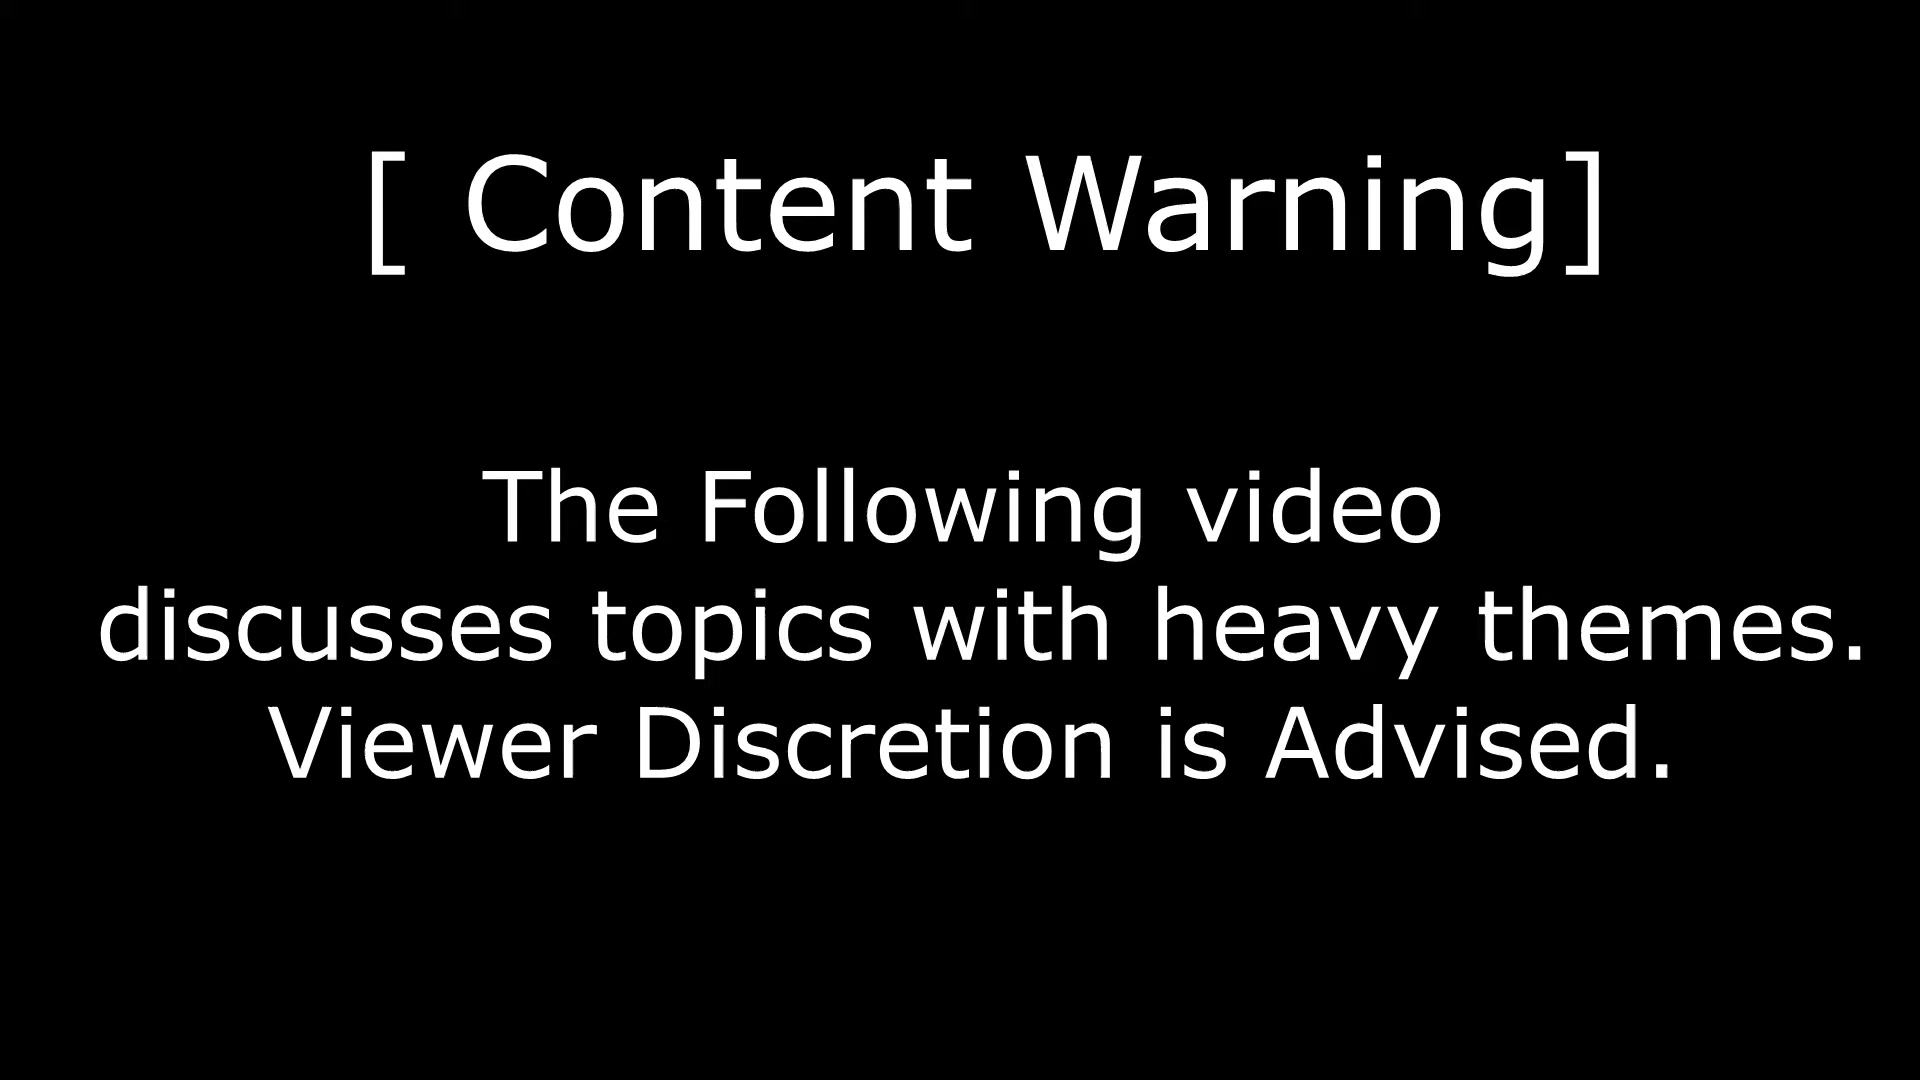 [ Content Warning]
The Following video
discusses topics with heavy themes.
Viewer Discretion is Advised.